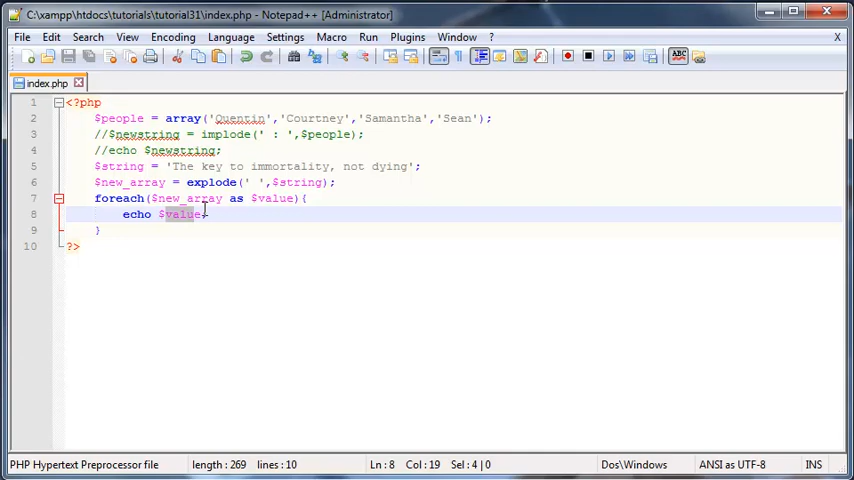 C:\xampp\htdocs\tutorials\tutorial31\index.php - Notepad++ [Administrator]
File Edit Search View Encoding Language Settings Macro Run Plugins Window ? X
ABC
index.php
1 <?php
2 $people = array('Quentin','Courtney','Samantha','Sean');
3 //$newstring = implode(' : ',$people);
4 //echo $newstring;
5 $string = 'The key to immortality, not dying';
6 $new_array = explode(' ',$string);
7 foreach($new_array as $value){
8 echo $value;
9 }
10 ?>
PHP Hypertext Preprocessor file length : 269 lines : 10 Ln : 8 Col : 19 Sel : 4 | 0 Dos\Windows ANSI as UTF-8 INS